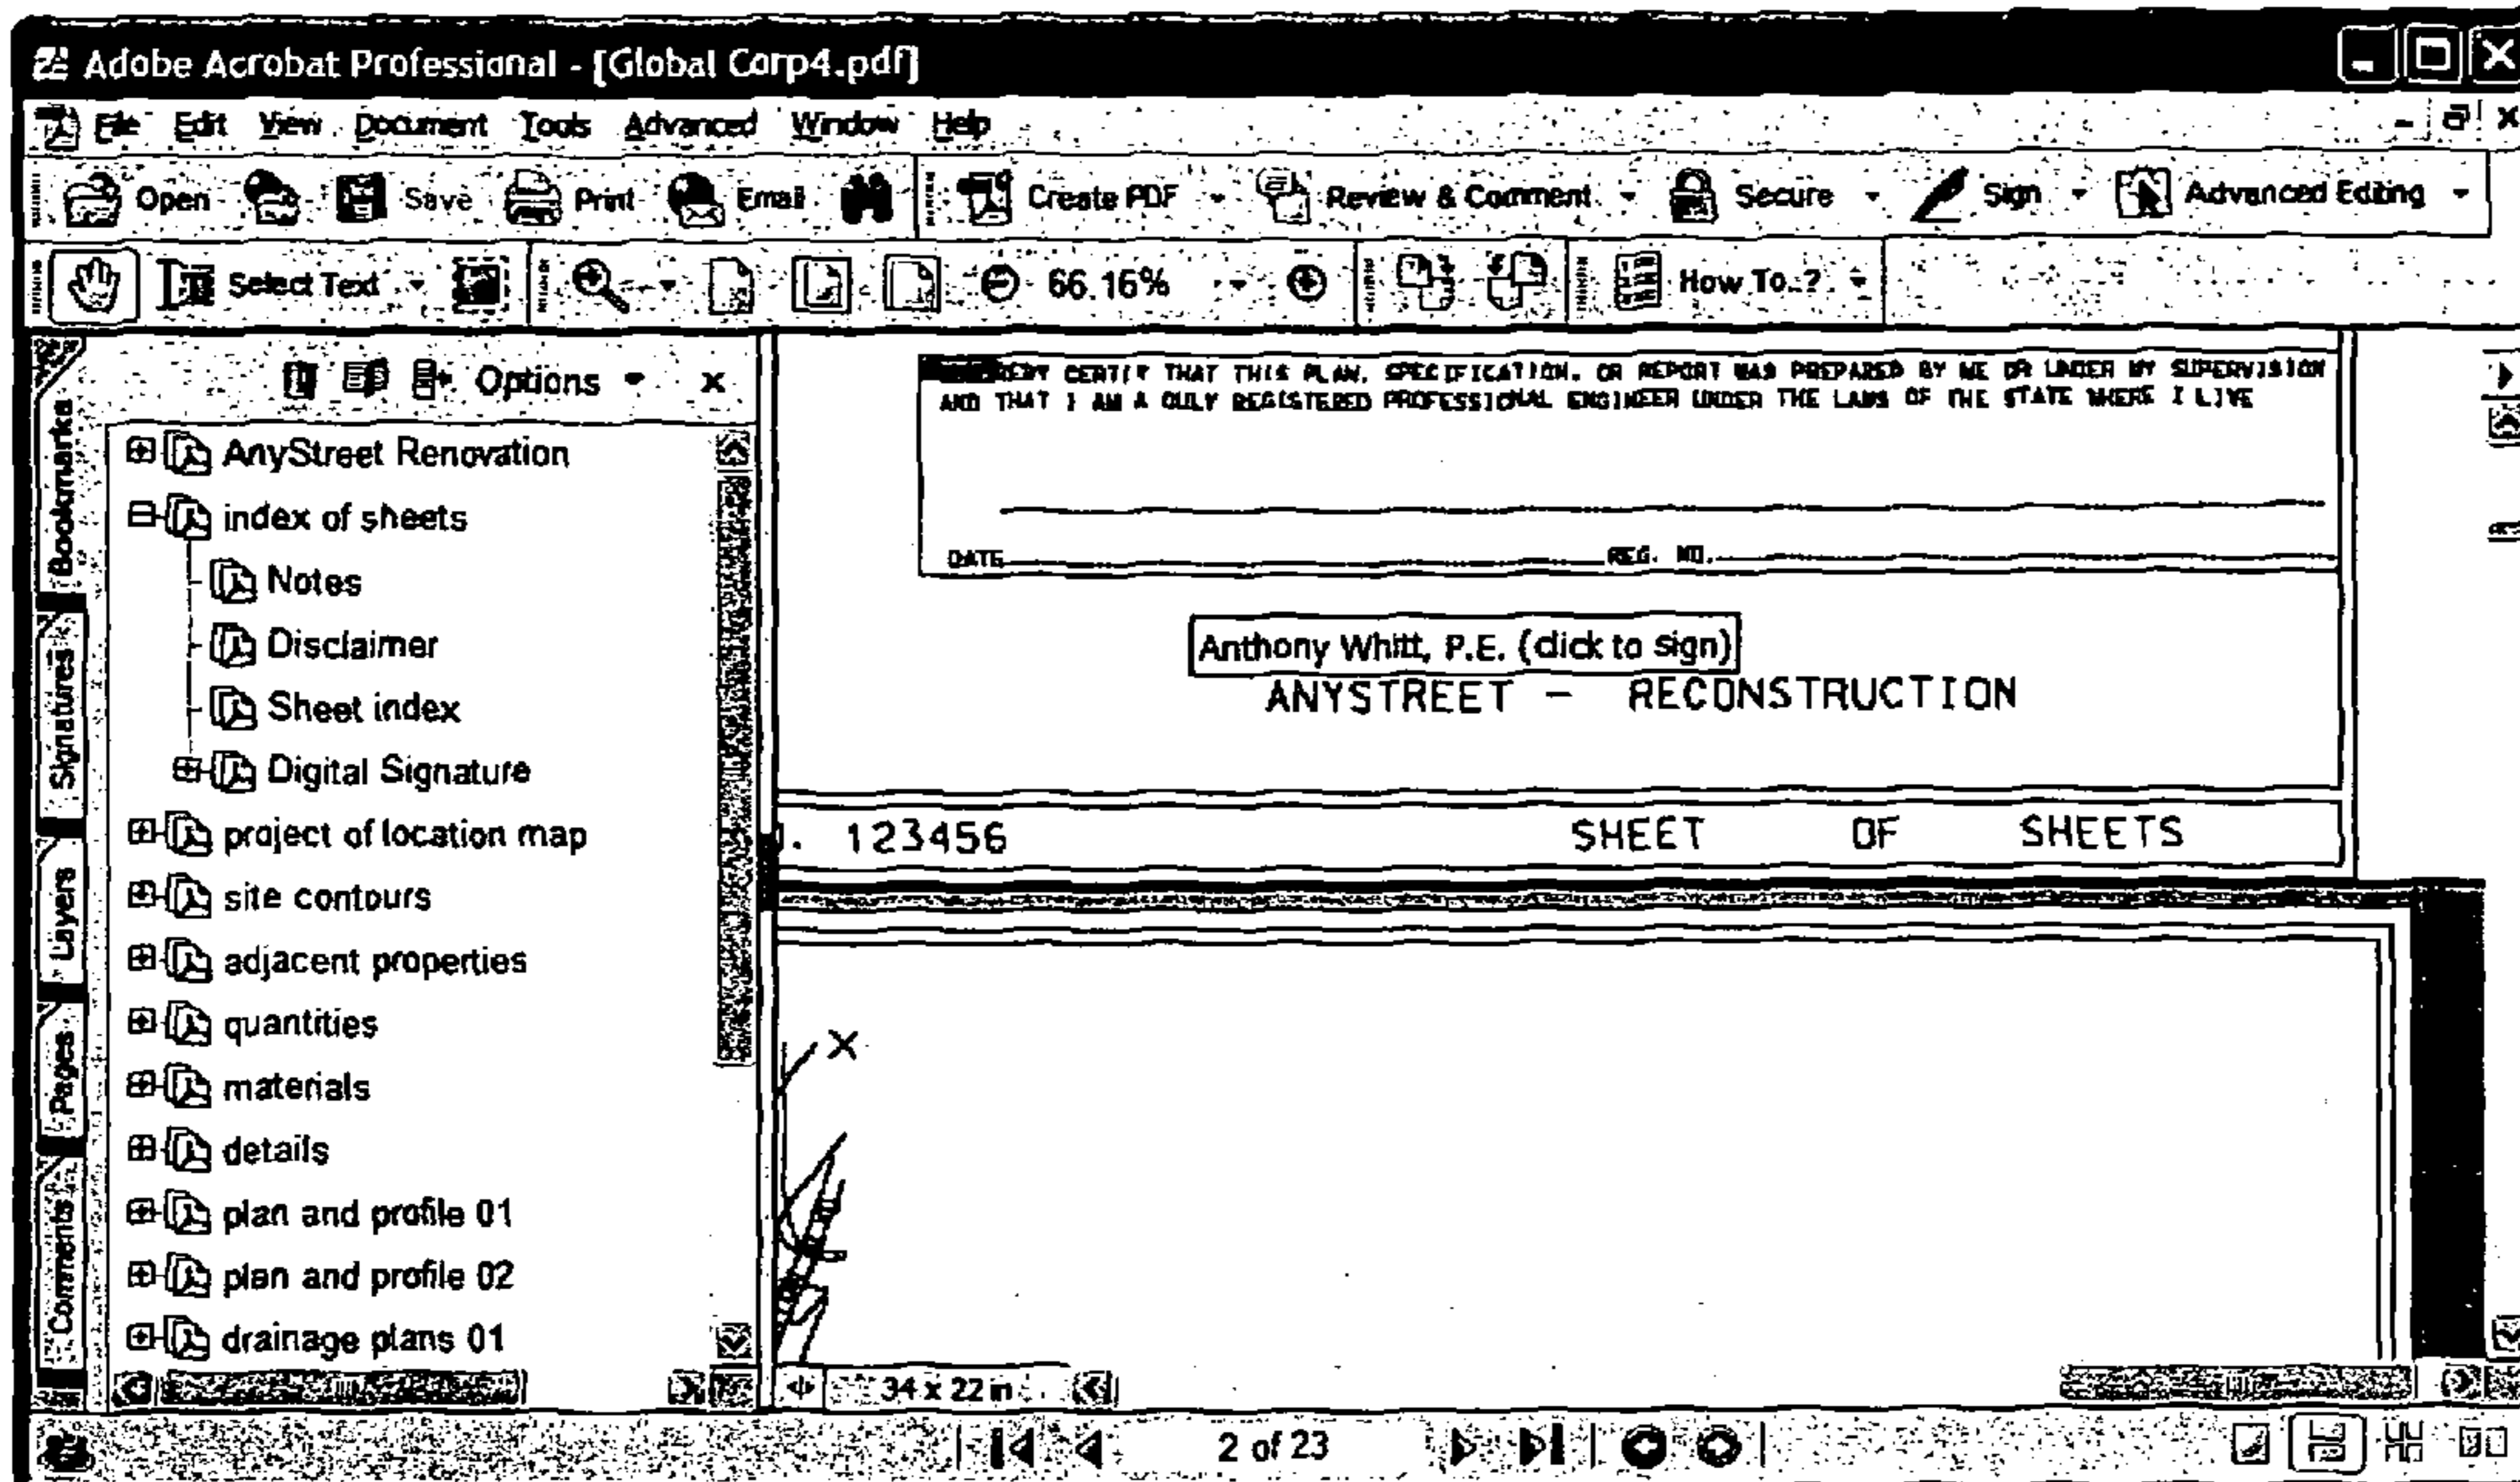 Adobe Acrobat Professional - [Global Corp4.pdf]
File Edit View Document Tools Advanced Window Help
Open Save Print Email Create PDF Review & Comment Secure Sign Advanced Editing
Select Text 66.16% How To..?
Options
Bookmarks
Signatures
Layers
Pages
Comments
AnyStreet Renovation
index of sheets
Notes
Disclaimer
Sheet index
Digital Signature
project of location map
site contours
adjacent properties
quantities
materials
details
plan and profile 01
plan and profile 02
drainage plans 01
CERTIFY THAT THIS PLAN, SPECIFICATION, OR REPORT WAS PREPARED BY ME OR UNDER MY SUPERVISION
AND THAT I AM A DULY REGISTERED PROFESSIONAL ENGINEER UNDER THE LAWS OF THE STATE WHERE I LIVE
DATE REG. NO.
Anthony Whitt, P.E. (click to sign)
ANYSTREET - RECONSTRUCTION
. 123456 SHEET OF SHEETS
34 x 22 in
2 of 23